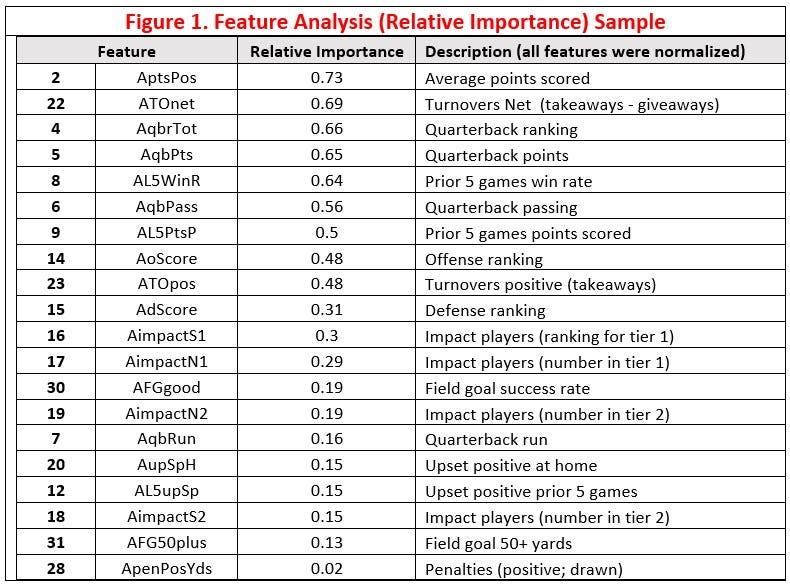 Figure 1. Feature Analysis (Relative Importance) Sample
Feature Relative Importance Description (all features were normalized)
2 AptsPos 0.73 Average points scored
22 ATOnet 0.69 Turnovers Net (takeaways - giveaways)
4 AqbrTot 0.66 Quarterback ranking
5 AqbPts 0.65 Quarterback points
8 AL5WinR 0.64 Prior 5 games win rate
6 AqbPass 0.56 Quarterback passing
9 AL5PtsP 0.5 Prior 5 games points scored
14 AoScore 0.48 Offense ranking
23 ATOpos 0.48 Turnovers positive (takeaways)
15 AdScore 0.31 Defense ranking
16 AimpactS1 0.3 Impact players (ranking for tier 1)
17 AimpactN1 0.29 Impact players (number in tier 1)
30 AFGgood 0.19 Field goal success rate
19 AimpactN2 0.19 Impact players (number in tier 2)
7 AqbRun 0.16 Quarterback run
20 AupSpH 0.15 Upset positive at home
12 AL5upSp 0.15 Upset positive prior 5 games
18 AimpactS2 0.15 Impact players (number in tier 2)
31 AFG50plus 0.13 Field goal 50+ yards
28 ApenPosYds 0.02 Penalties (positive; drawn)